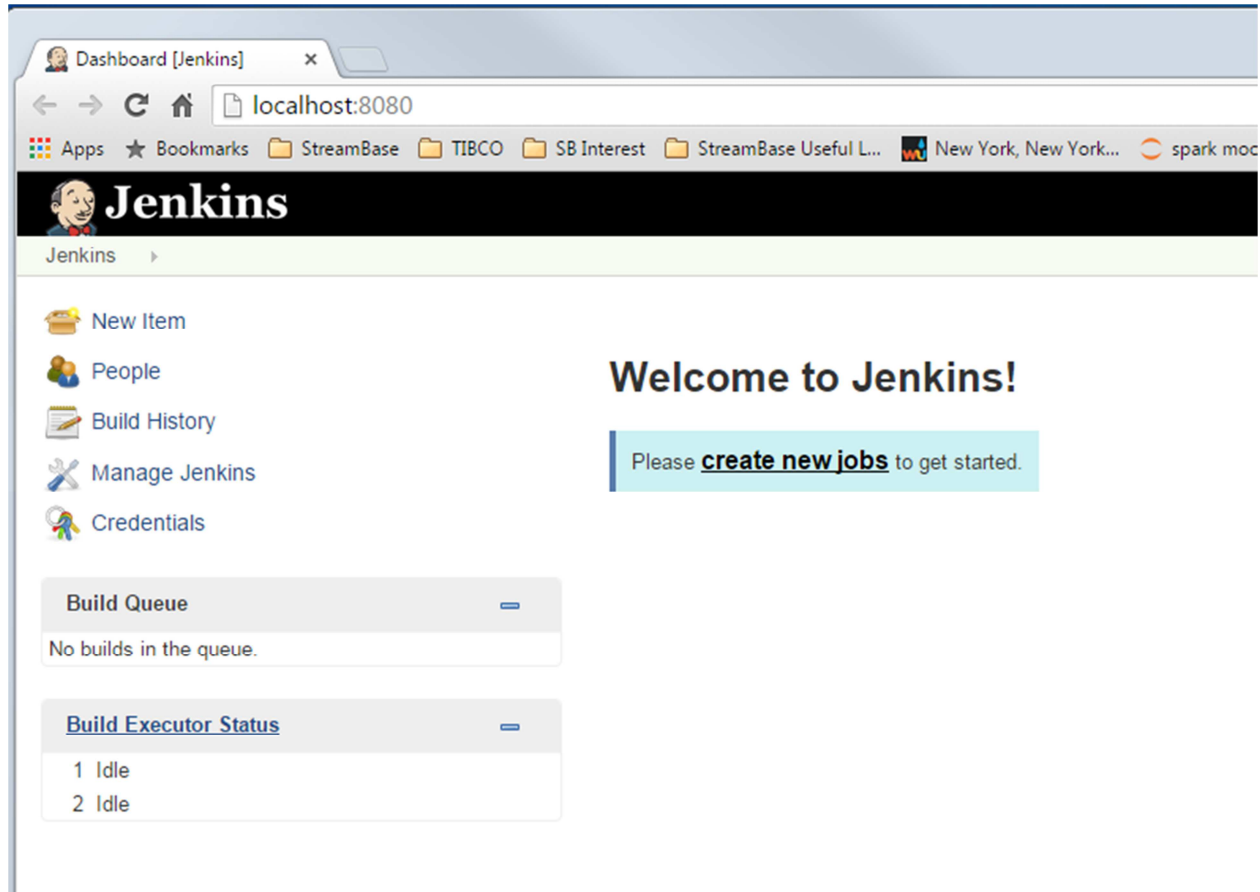 Dashboard [Jenkins]
localhost:8080
Apps Bookmarks StreamBase TIBCO SB Interest StreamBase Useful L... New York, New York... spark moc
Jenkins
Jenkins
New Item
People
Build History
Manage Jenkins
Credentials
Welcome to Jenkins!
Please create new jobs to get started.
Build Queue
No builds in the queue.
Build Executor Status
1 Idle
2 Idle